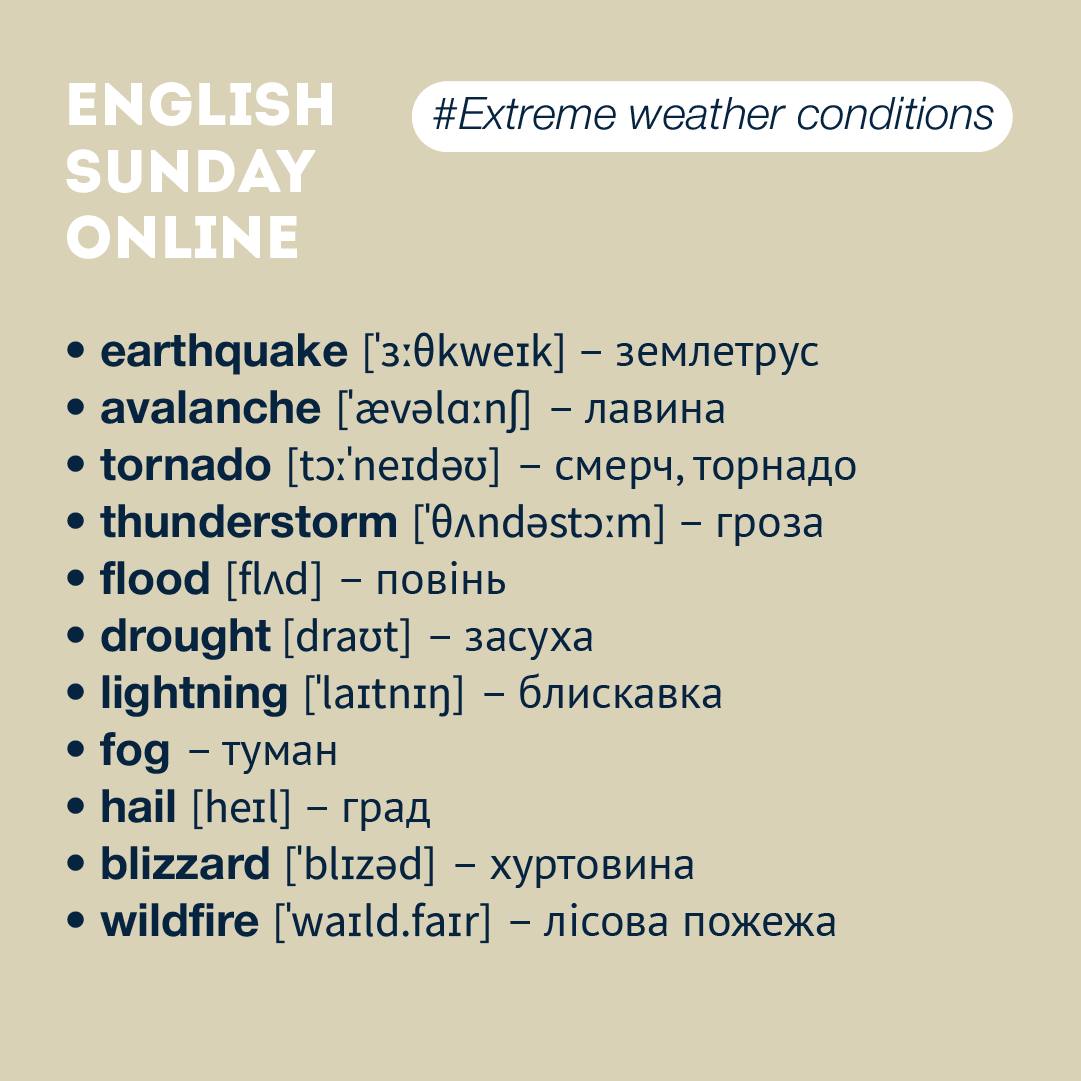 ENGLISH
SUNDAY
ONLINE
#Extreme weather conditions
• earthquake [ˈɜːθkweɪk] – землетрус
• avalanche [ˈævəlɑːnʃ] – лавина
• tornado [tɔːˈneɪdəʊ] – смерч, торнадо
• thunderstorm [ˈθʌndəstɔːm] – гроза
• flood [flʌd] – повінь
• drought [draʊt] – засуха
• lightning [ˈlaɪtnɪŋ] – блискавка
• fog – туман
• hail [heɪl] – град
• blizzard [ˈblɪzəd] – хуртовина
• wildfire [ˈwaɪld.faɪr] – лісова пожежа